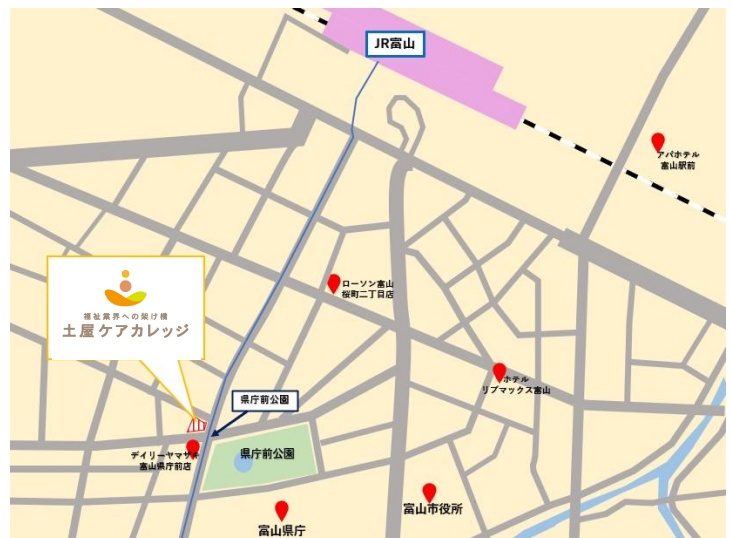 JR富山
アパホテル
富山駅前
ローソン富山
桜町二丁目店
福祉業界への架け橋
土屋ケアカレッジ
ホテル
リブマックス富山
県庁前公園
デイリーヤマザキ
富山県庁前店
県庁前公園
富山市役所
富山県庁